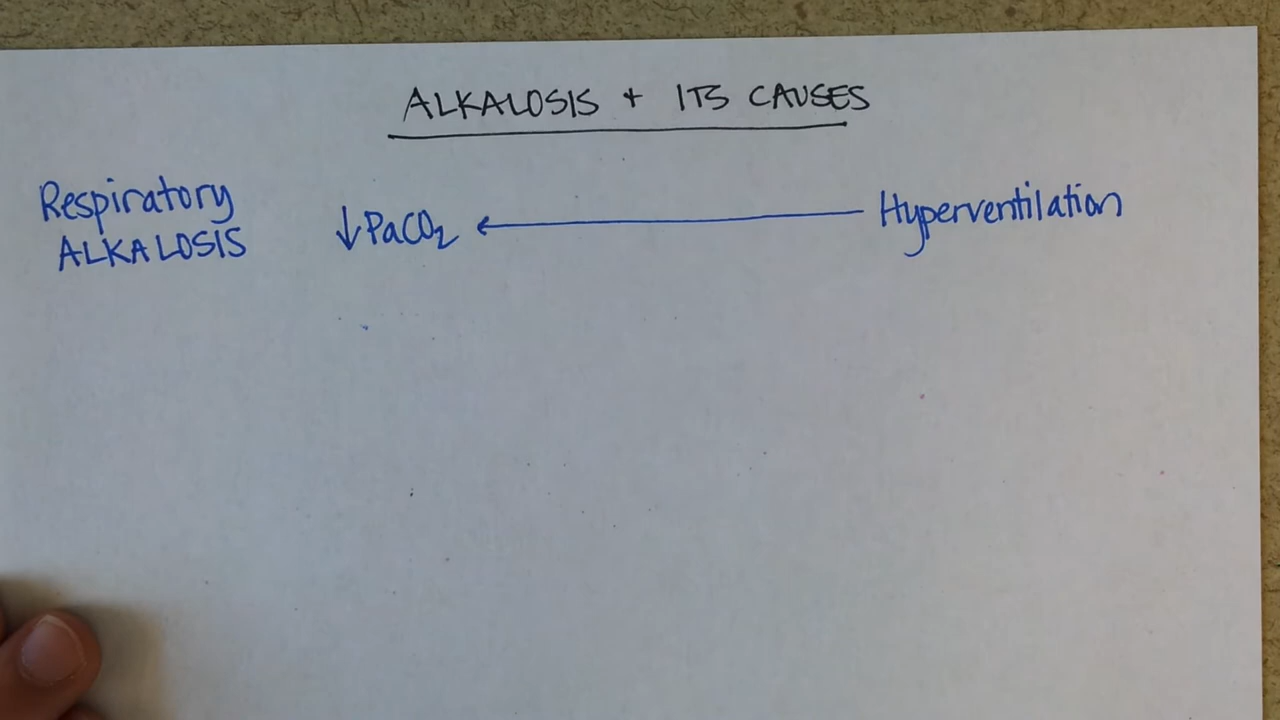 ALKALOSIS + ITS CAUSES
Respiratory
ALKALOSIS
↓PaCO₂ ← Hyperventilation